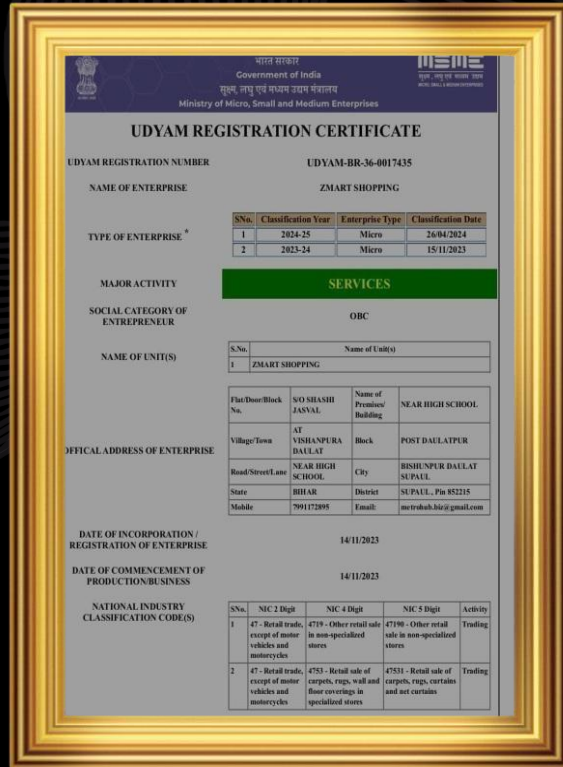 भारत सरकार
Government of India
सूक्ष्म, लघु एवं मध्यम उद्यम मंत्रालय
Ministry of Micro, Small and Medium Enterprises
MSME
सूक्ष्म, लघु एवं मध्यम उद्यम
MICRO, SMALL & MEDIUM ENTERPRISES
UDYAM REGISTRATION CERTIFICATE
UDYAM REGISTRATION NUMBER UDYAM-BR-36-0017435
NAME OF ENTERPRISE ZMART SHOPPING
TYPE OF ENTERPRISE *
SNo. Classification Year Enterprise Type Classification Date
1 2024-25 Micro 26/04/2024
2 2023-24 Micro 15/11/2023
MAJOR ACTIVITY SERVICES
SOCIAL CATEGORY OF
ENTREPRENEUR
OBC
NAME OF UNIT(S)
S.No. Name of Unit(s)
1 ZMART SHOPPING
OFFICAL ADDRESS OF ENTERPRISE
Flat/Door/Block
No.
S/O SHASHI
JASVAL
Name of
Premises/
Building
NEAR HIGH SCHOOL
Village/Town
AT
VISHANPURA
DAULAT
Block
POST DAULATPUR
Road/Street/Lane
NEAR HIGH
SCHOOL
City
BISHUNPUR DAULAT
SUPAUL
State BIHAR District SUPAUL , Pin 852215
Mobile 7991172895 Email: metrohub.biz@gmail.com
DATE OF INCORPORATION /
REGISTRATION OF ENTERPRISE
14/11/2023
DATE OF COMMENCEMENT OF
PRODUCTION/BUSINESS
14/11/2023
NATIONAL INDUSTRY
CLASSIFICATION CODE(S)
SNo. NIC 2 Digit NIC 4 Digit NIC 5 Digit Activity
1
47 - Retail trade,
except of motor
vehicles and
motorcycles
4719 - Other retail sale
in non-specialized
stores
47190 - Other retail
sale in non-specialized
stores
Trading
2
47 - Retail trade,
except of motor
vehicles and
motorcycles
4753 - Retail sale of
carpets, rugs, wall and
floor coverings in
specialized stores
47531 - Retail sale of
carpets, rugs, curtains
and net curtains
Trading